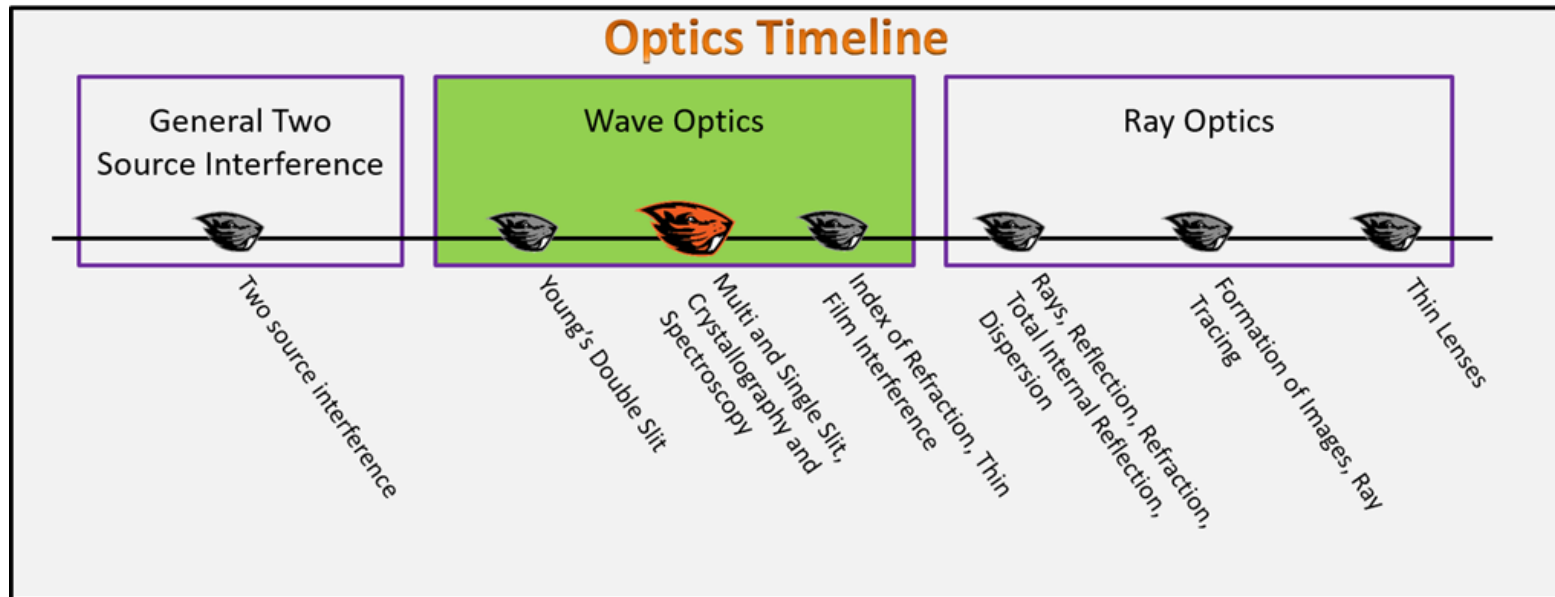 Optics Timeline
General Two
Source Interference
Wave Optics
Ray Optics
Two source interference
Young's Double Slit
Multi and Single Slit,
Crystallography and
Spectroscopy
Index of Refraction, Thin
Film Interference
Rays, Reflection, Refraction,
Total Internal Reflection,
Dispersion
Formation of Images, Ray
Tracing
Thin Lenses